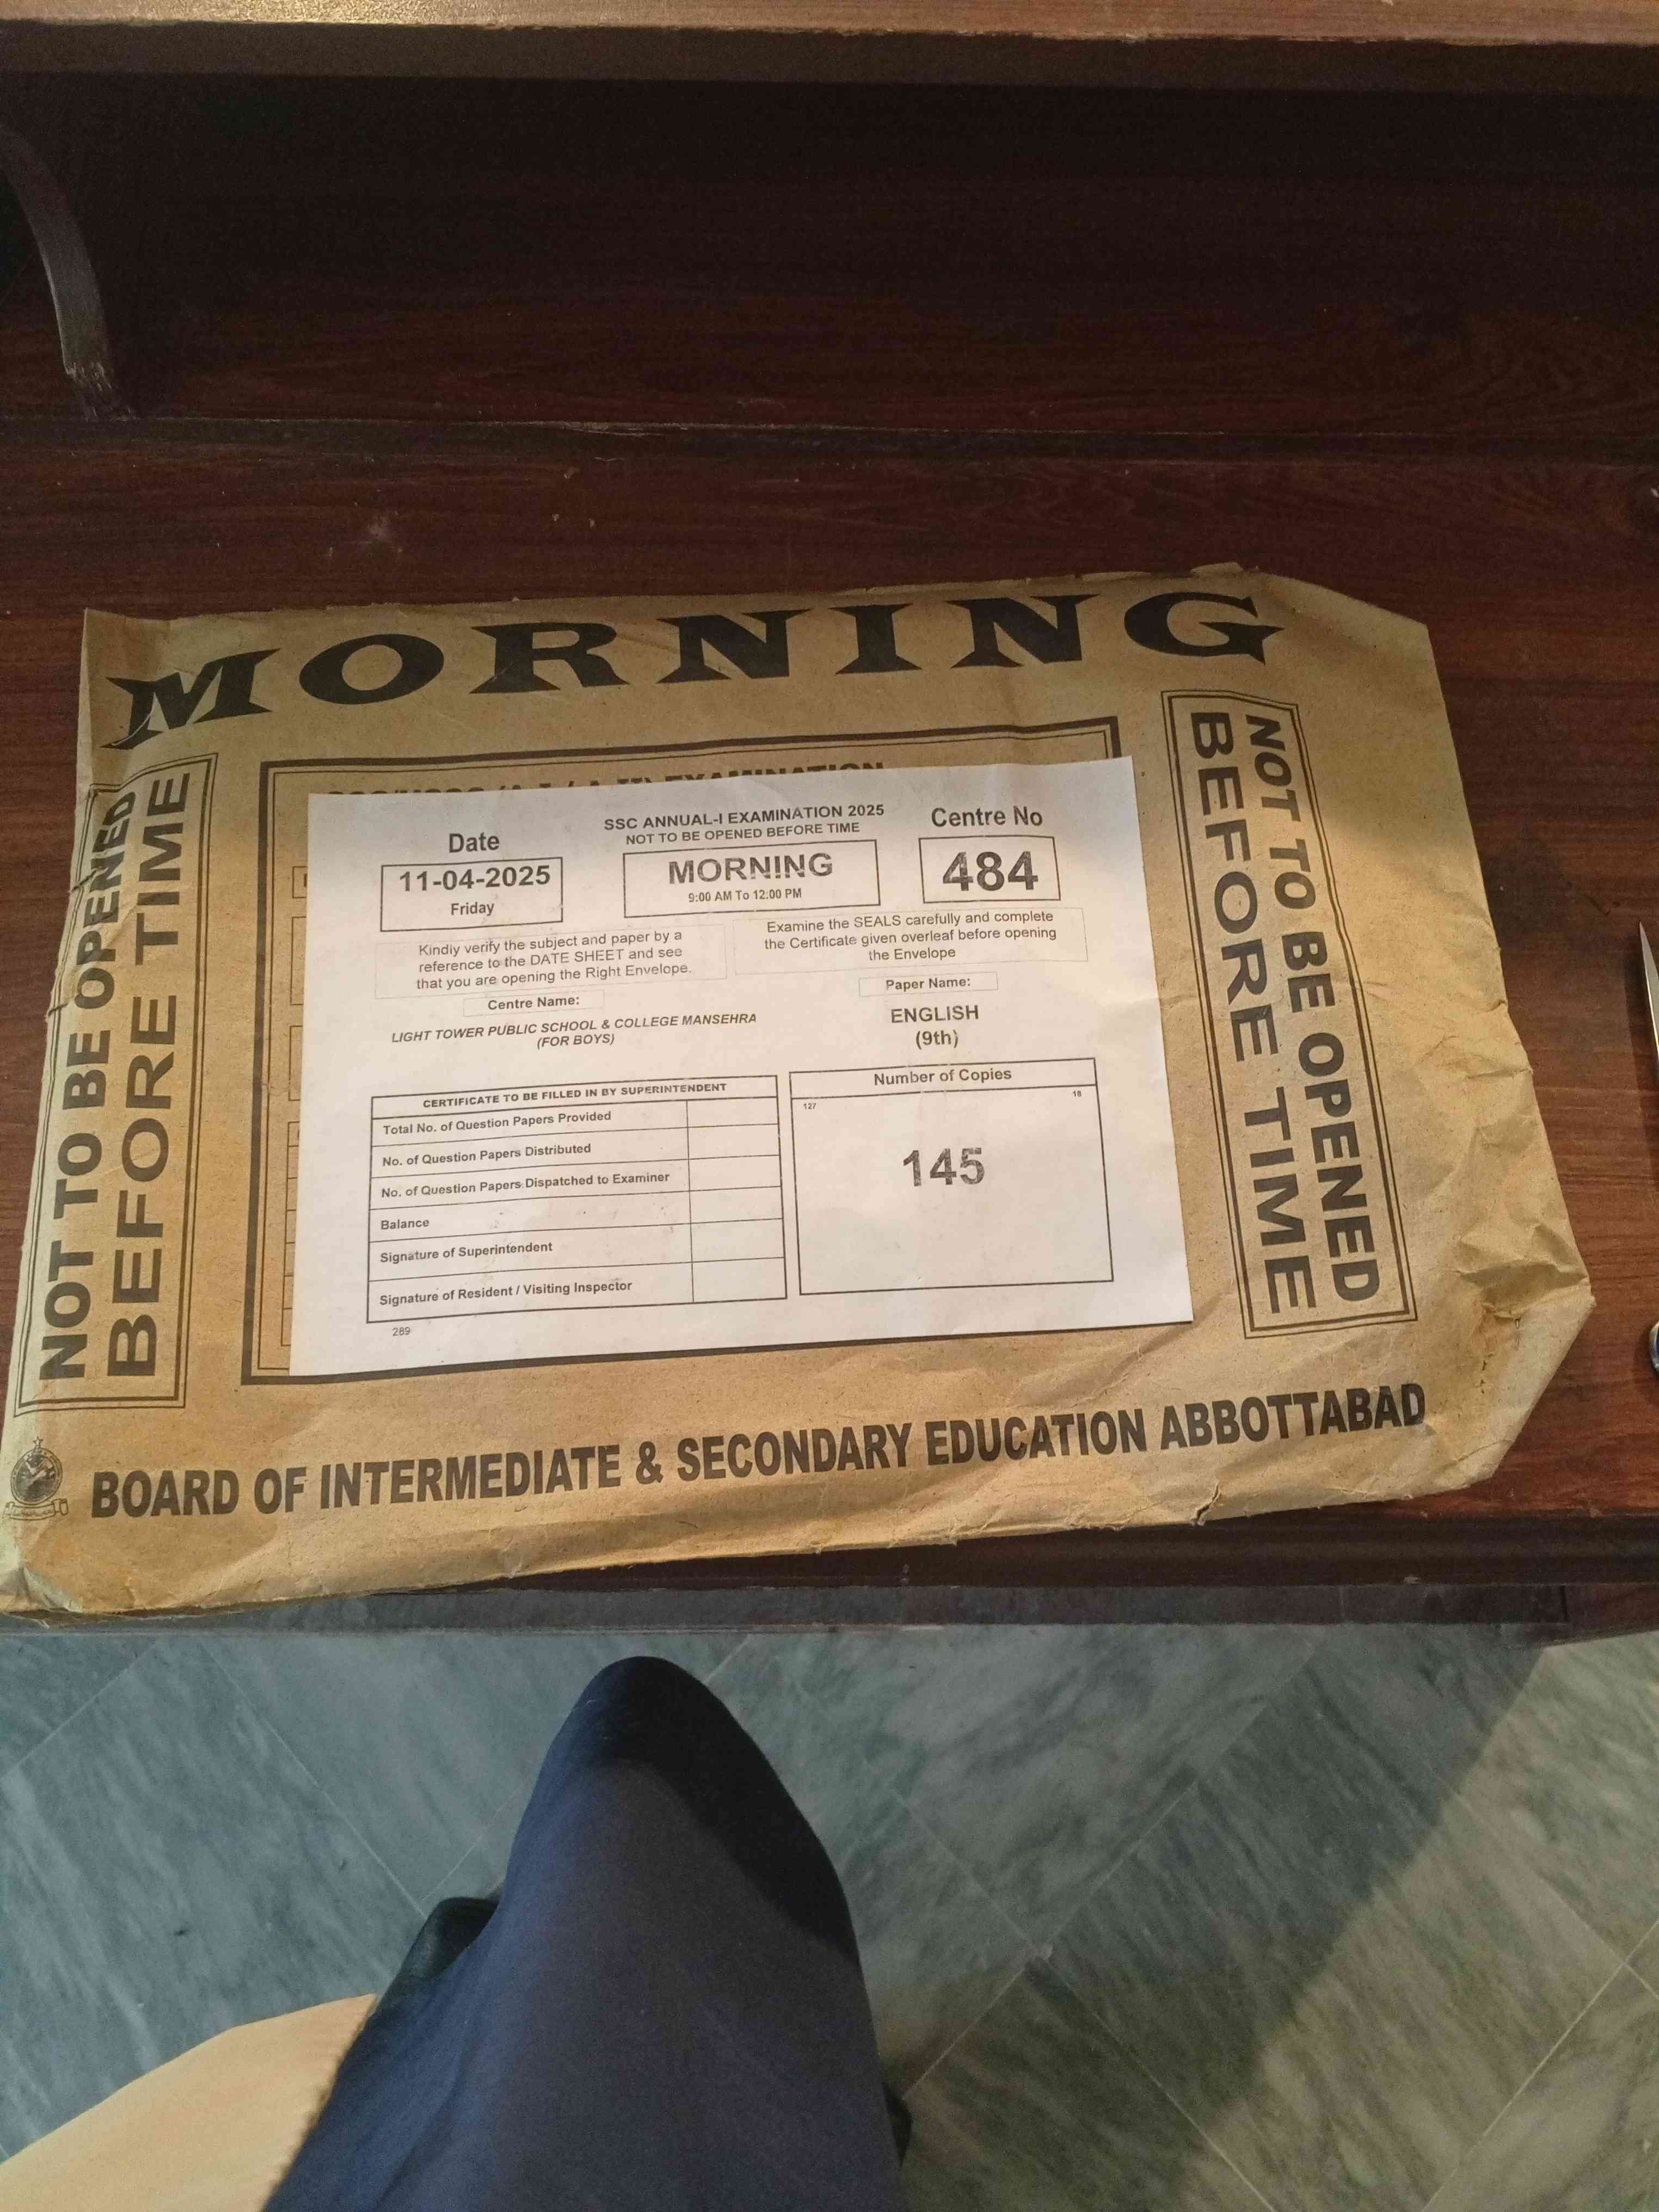 MORNING
NOT TO BE OPENED
BEFORE TIME
NOT TO BE OPENED
BEFORE TIME
EXAMINATION
Date
11-04-2025
Friday
SSC ANNUAL-I EXAMINATION 2025
NOT TO BE OPENED BEFORE TIME
MORNING
9:00 AM To 12:00 PM
Centre No
484
Kindly verify the subject and paper by a
reference to the DATE SHEET and see
that you are opening the Right Envelope.
Examine the SEALS carefully and complete
the Certificate given overleaf before opening
the Envelope
Centre Name:
LIGHT TOWER PUBLIC SCHOOL & COLLEGE MANSEHRA
(FOR BOYS)
Paper Name:
ENGLISH
(9th)
CERTIFICATE TO BE FILLED IN BY SUPERINTENDENT
Total No. of Question Papers Provided
No. of Question Papers Distributed
No. of Question Papers Dispatched to Examiner
Balance
Signature of Superintendent
Signature of Resident / Visiting Inspector
289
Number of Copies
127 18
145
BOARD OF INTERMEDIATE & SECONDARY EDUCATION ABBOTTABAD